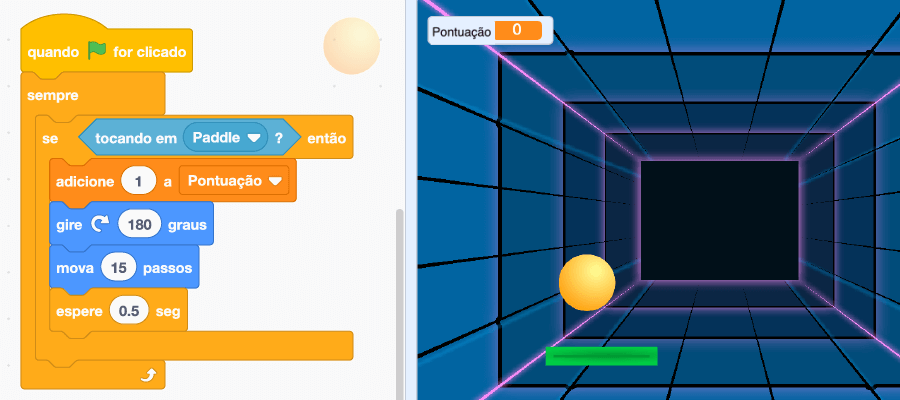 quando for clicado
sempre
se tocando em Paddle ? então
adicione 1 a Pontuação
gire 180 graus
mova 15 passos
espere 0.5 seg
Pontuação 0